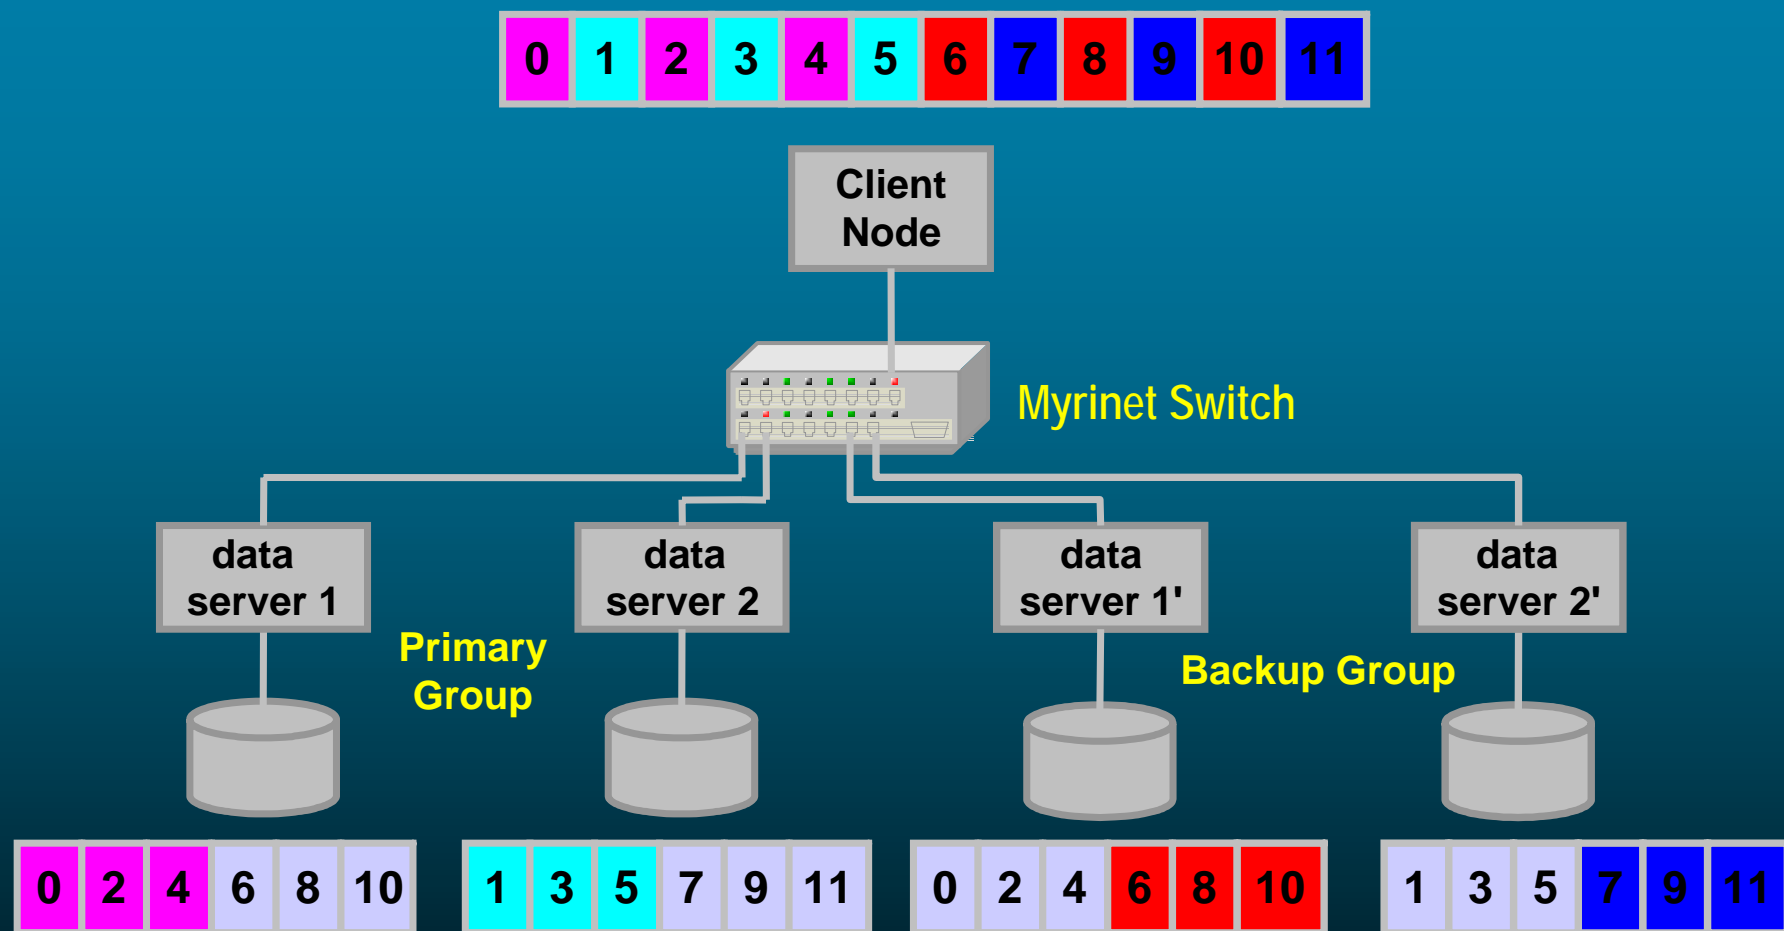 0 1 2 3 4 5 6 7 8 9 10 11
Client
Node
Myrinet Switch
data
server 1
data
server 2
data
server 1'
data
server 2'
Primary
Group
Backup Group
0 2 4 6 8 10
1 3 5 7 9 11
0 2 4 6 8 10
1 3 5 7 9 11